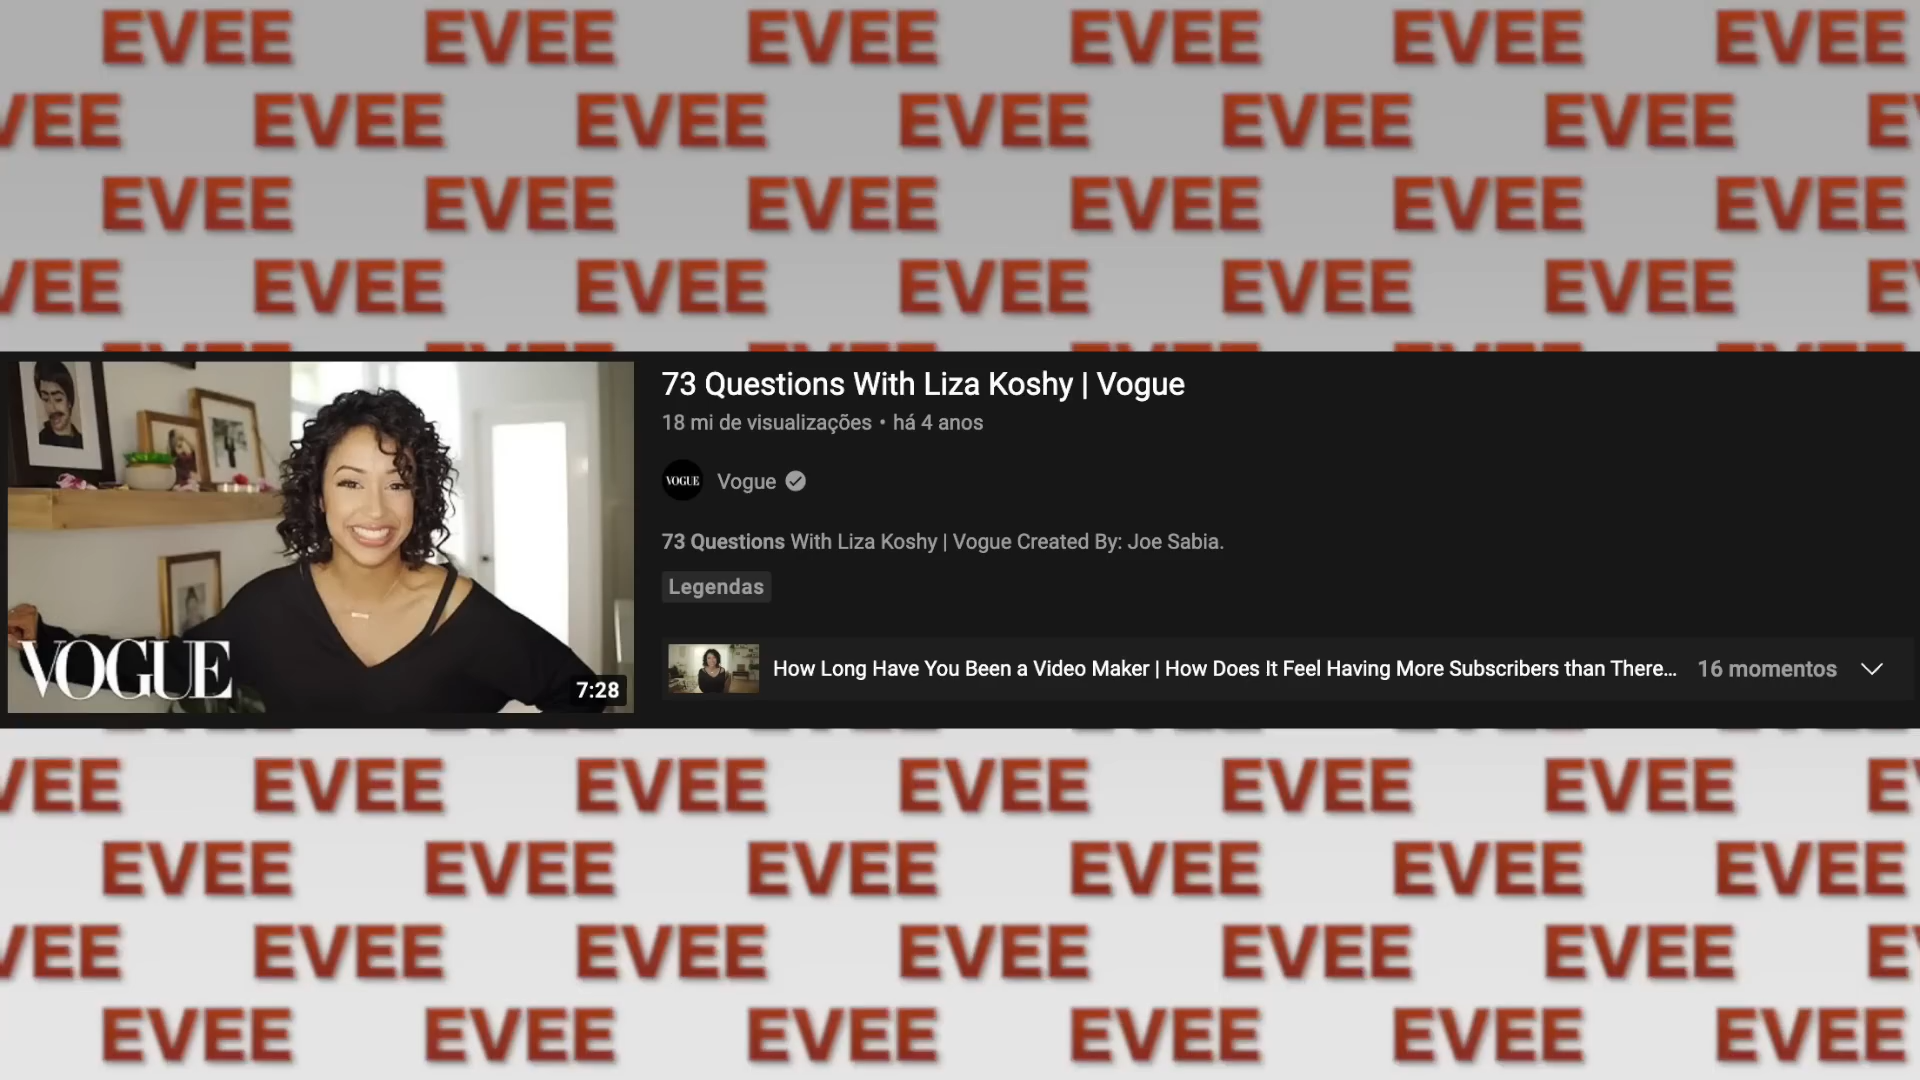 EVEE EVEE EVEE EVEE EVEE EVEE
VEE EVEE EVEE EVEE EVEE EVEE E
EVEE EVEE EVEE EVEE EVEE EVEE
VEE EVEE EVEE EVEE EVEE EVEE E
73 Questions With Liza Koshy | Vogue
18 mi de visualizações • há 4 anos
VOGUE Vogue
73 Questions With Liza Koshy | Vogue Created By: Joe Sabia.
Legendas
VOGUE
7:28
How Long Have You Been a Video Maker | How Does It Feel Having More Subscribers than There... 16 momentos
VEE EVEE EVEE EVEE EVEE EVEE E
EVEE EVEE EVEE EVEE EVEE EVEE
VEE EVEE EVEE EVEE EVEE EVEE E
EVEE EVEE EVEE EVEE EVEE EVEE